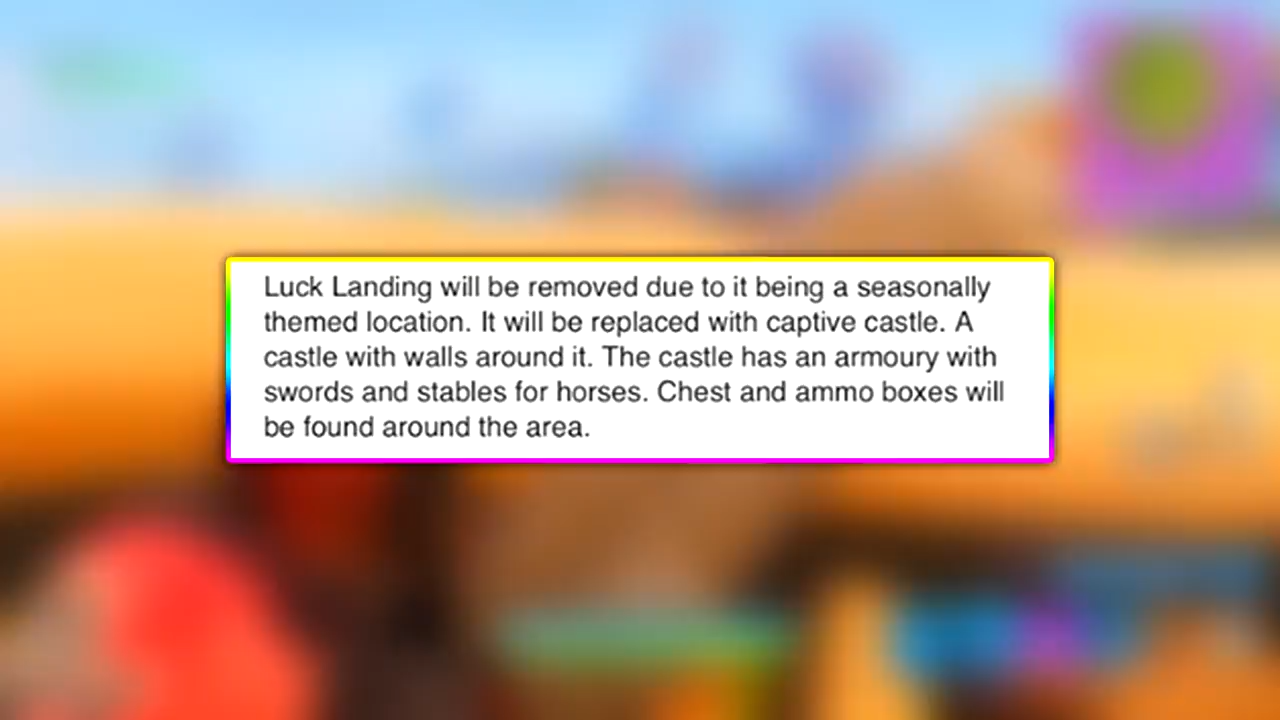 Luck Landing will be removed due to it being a seasonally
themed location. It will be replaced with captive castle. A
castle with walls around it. The castle has an armoury with
swords and stables for horses. Chest and ammo boxes will
be found around the area.